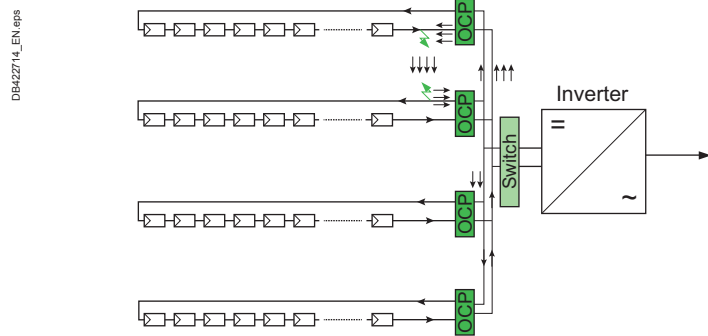 DB422714_EN.eps
OCP
OCP
Inverter
=
Switch
~
OCP
OCP